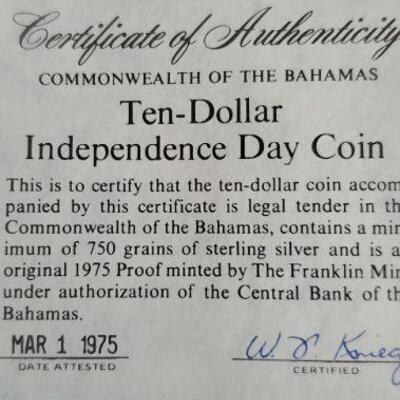 Certificate of Authenticity
COMMONWEALTH OF THE BAHAMAS
Ten-Dollar
Independence Day Coin
This is to certify that the ten-dollar coin accom
panied by this certificate is legal tender in th
Commonwealth of the Bahamas, contains a min
imum of 750 grains of sterling silver and is a
original 1975 Proof minted by The Franklin Min
under authorization of the Central Bank of th
Bahamas.
MAR 1 1975
DATE ATTESTED
CERTIFIED